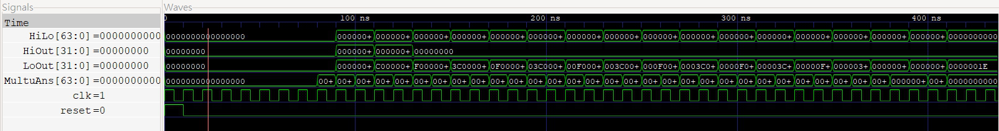 Signals Waves
Time 0 100 ns 200 ns 300 ns 400 ns
HiLo[63:0]=0000000000 0000000000000000 000000+ 000000+ 000000+ 000000+ 000000+ 000000+ 000000+ 000000+ 000000+ 000000+ 000000+ 000000+ 000000+ 000000+ 000000+ 000000+ 0000000000
HiOut[31:0]=00000000 00000000 000000+ 000000+ 00000000
LoOut[31:0]=00000000 00000000 000000+ C00000+ F00000+ 3C0000+ 0F0000+ 03C000+ 00F000+ 003C00+ 000F00+ 0003C0+ 0000F0+ 00003C+ 00000F+ 000003+ 000000+ 000000+ 0000001E
MultuAns[63:0]=0000000000 0000000000000000 00+ 00+ 00+ 00+ 00+ 00+ 00+ 00+ 00+ 00+ 00+ 00+ 00+ 00+ 00+ 00+ 00+ 00+ 00+ 00+ 00+ 00+ 00+ 00+ 00+ 00+ 00+ 00+ 00+ 00+ 000000+ 00+ 0000000000
clk=1
reset=0